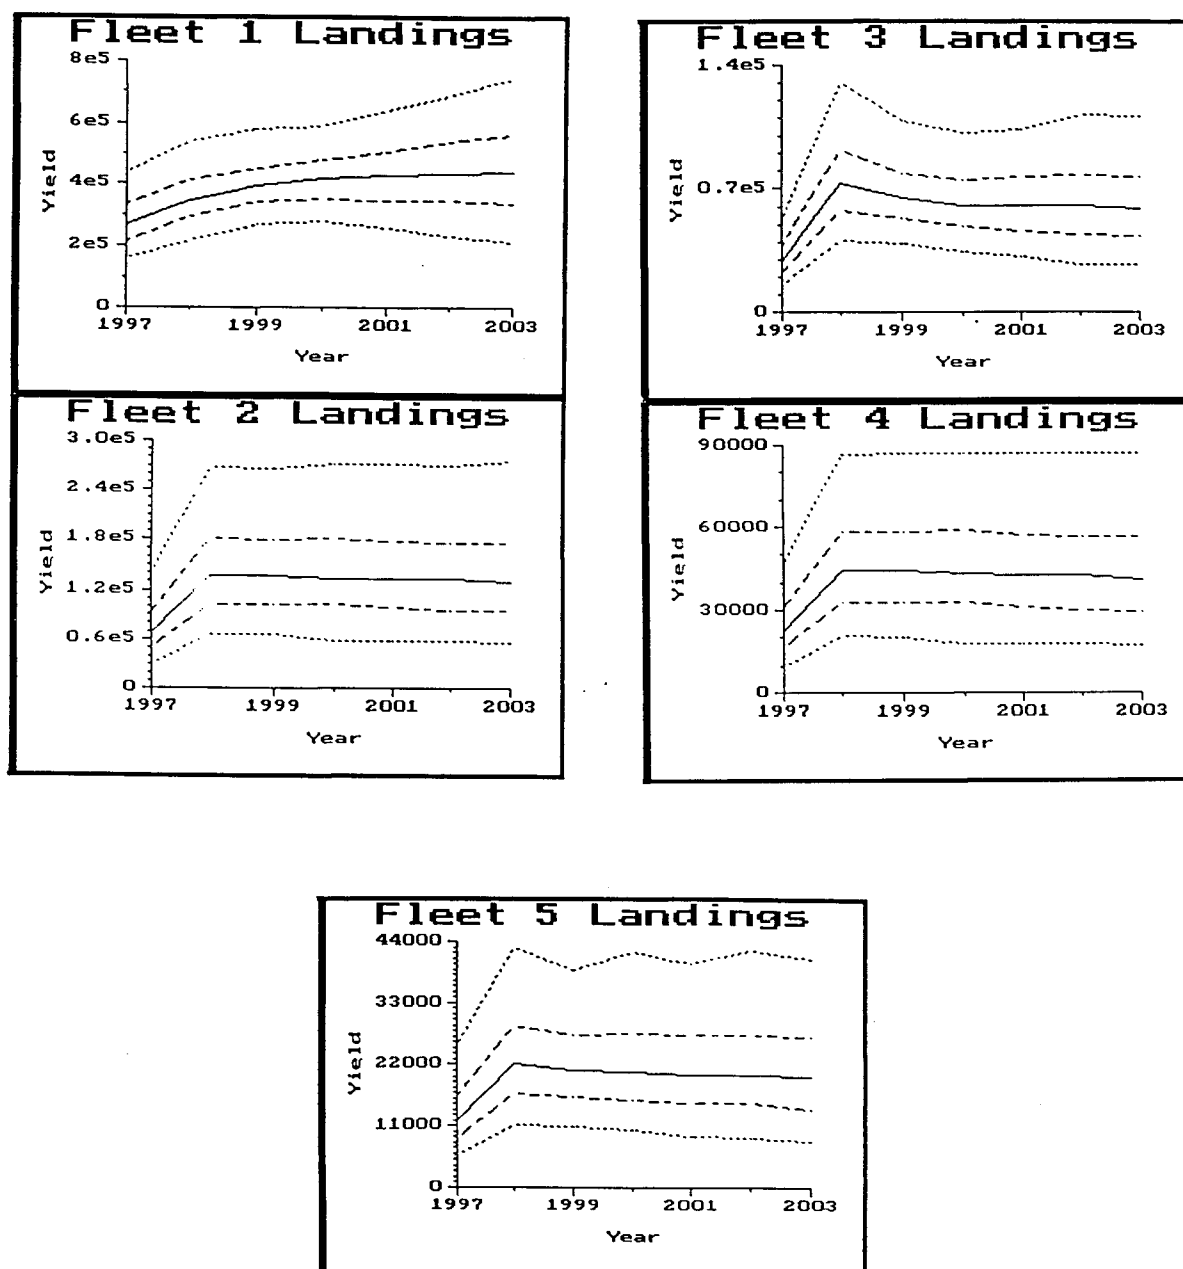 Fleet 1 Landings
8e5
6e5
4e5
2e5
0
Yield
1997 1999 2001 2003
Year
Fleet 3 Landings
1.4e5
0.7e5
0
Yield
1997 1999 2001 2003
Year
Fleet 2 Landings
3.0e5
2.4e5
1.8e5
1.2e5
0.6e5
0
Yield
1997 1999 2001 2003
Year
Fleet 4 Landings
90000
60000
30000
0
Yield
1997 1999 2001 2003
Year
Fleet 5 Landings
44000
33000
22000
11000
0
Yield
1997 1999 2001 2003
Year